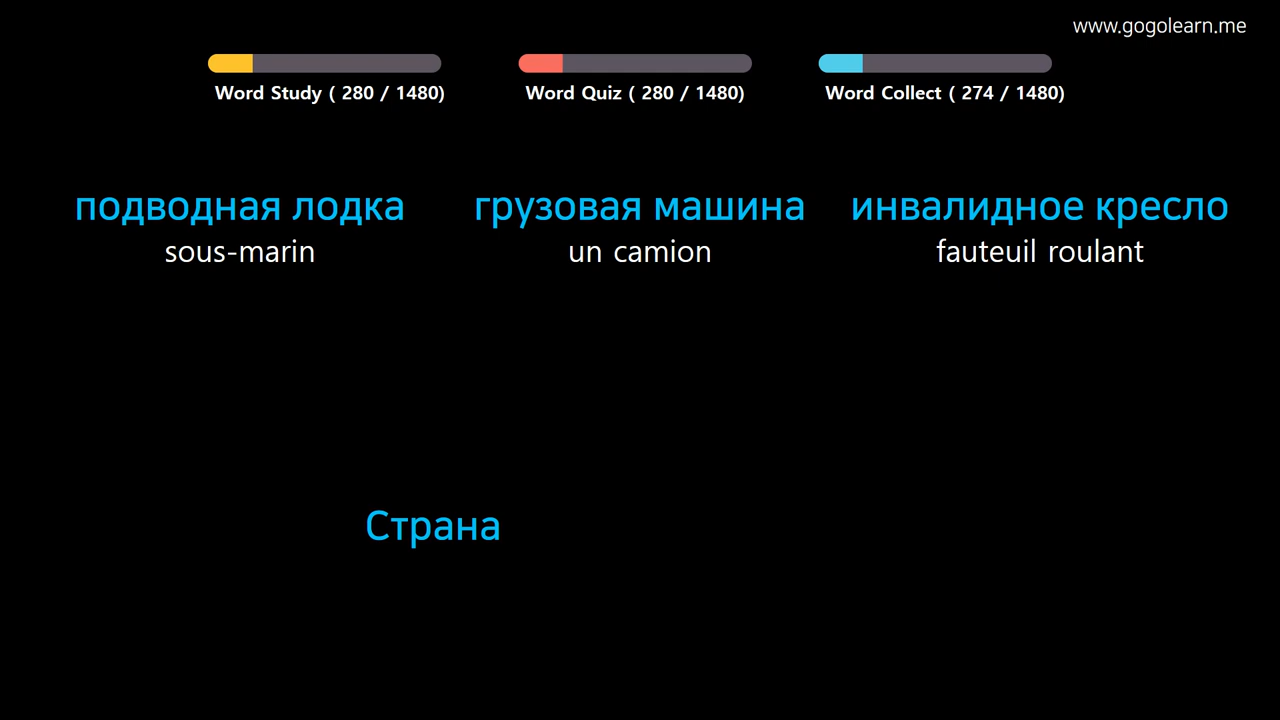 www.gogolearn.me
Word Study ( 280 / 1480)
Word Quiz ( 280 / 1480)
Word Collect ( 274 / 1480)
подводная лодка
sous-marin
грузовая машина
un camion
инвалидное кресло
fauteuil roulant
Страна